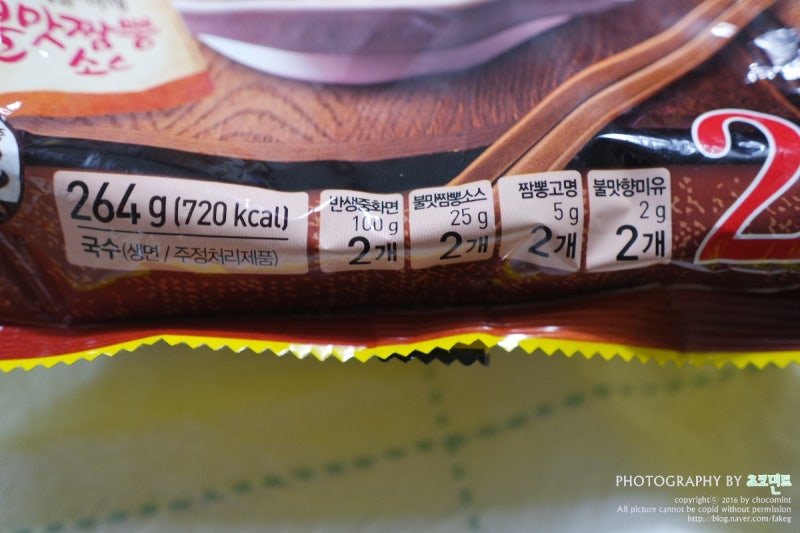 불맛짬뽕
소스
264 g (720 kcal)
국수(생면 / 주정처리제품)
반생중화면
100 g
2개
불맛짬뽕소스
25 g
2개
짬뽕고명
5 g
2개
불맛향미유
2 g
2개
2
PHOTOGRAPHY BY 쵸코민트
copyrightⓒ 2016 by chocomint
All picture cannot be copid without permission
http://blog.naver.com/fakeg